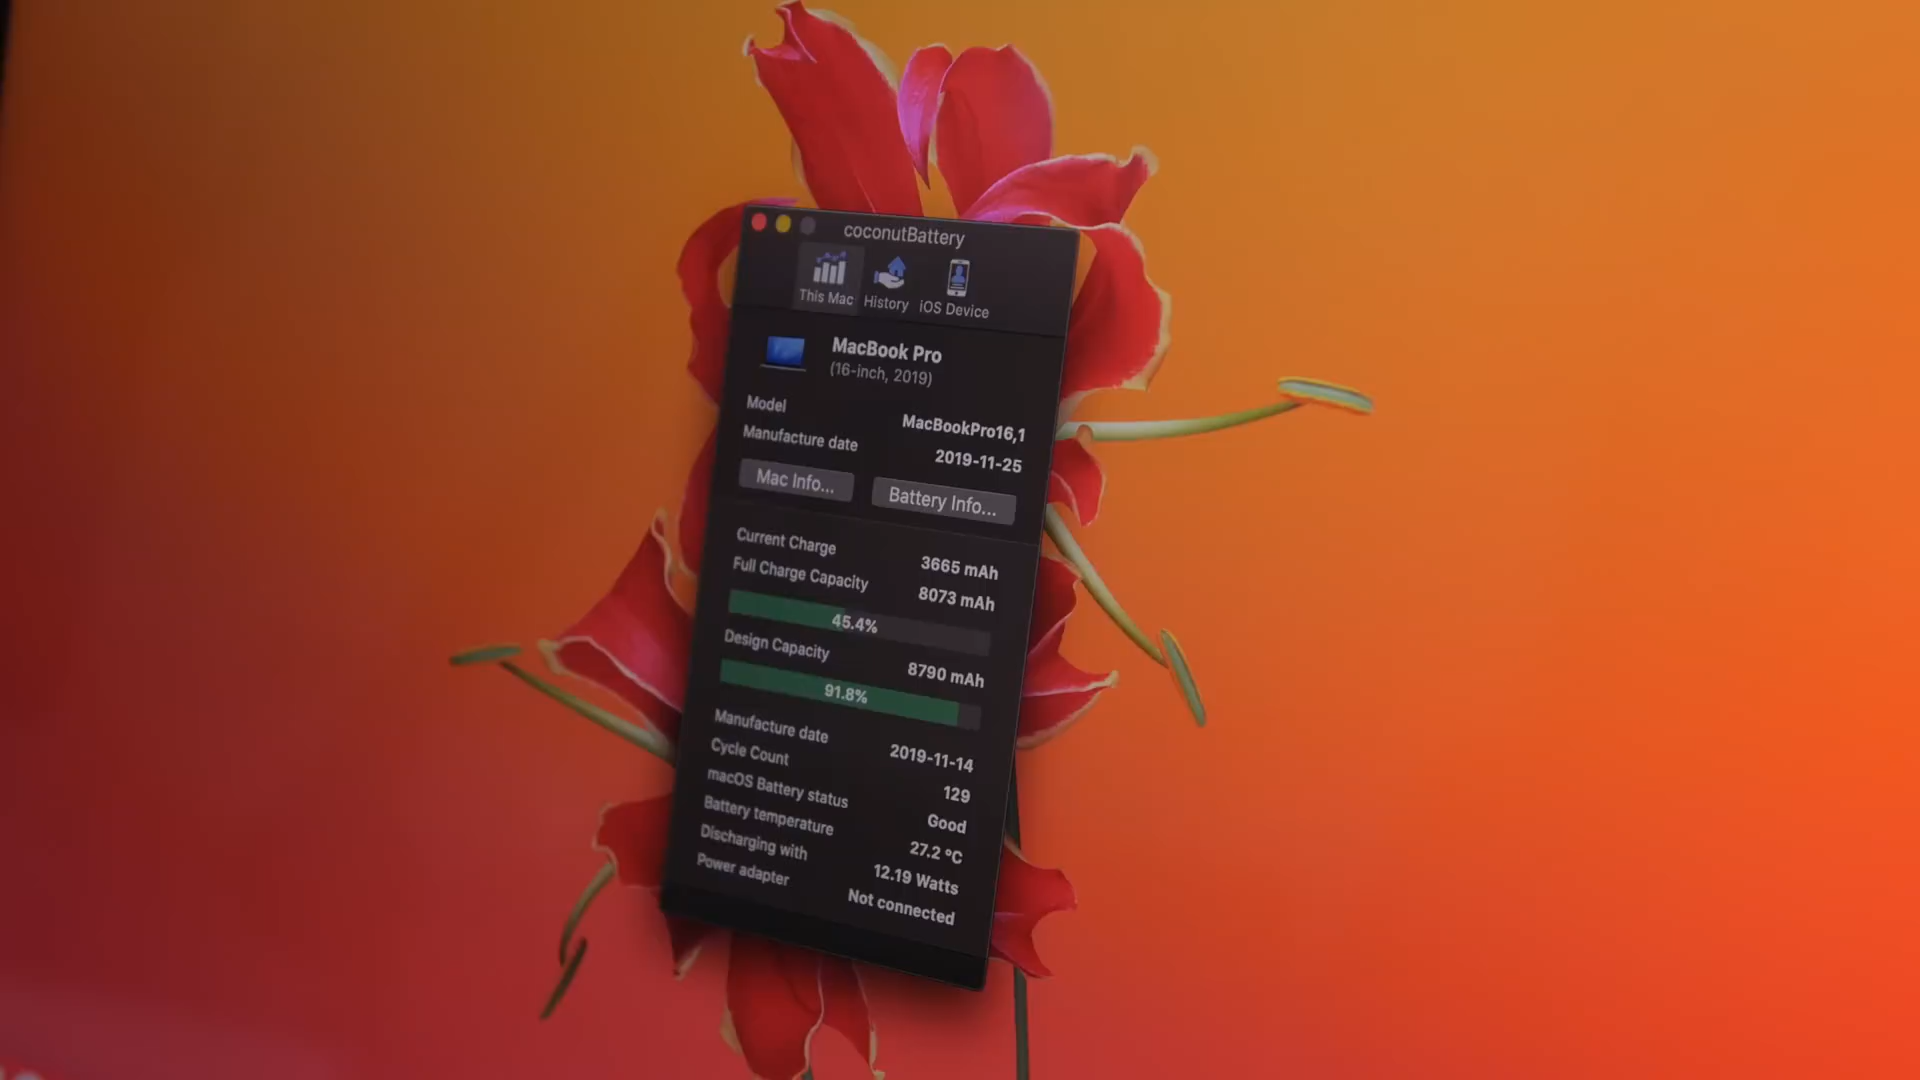 coconutBattery
This Mac History iOS Device
MacBook Pro
(16-inch, 2019)
Model MacBookPro16,1
Manufacture date 2019-11-25
Mac Info... Battery Info...
Current Charge 3665 mAh
Full Charge Capacity 8073 mAh
45.4%
Design Capacity 8790 mAh
91.8%
Manufacture date 2019-11-14
Cycle Count 129
macOS Battery status Good
Battery temperature 27.2 °C
Discharging with 12.19 Watts
Power adapter Not connected